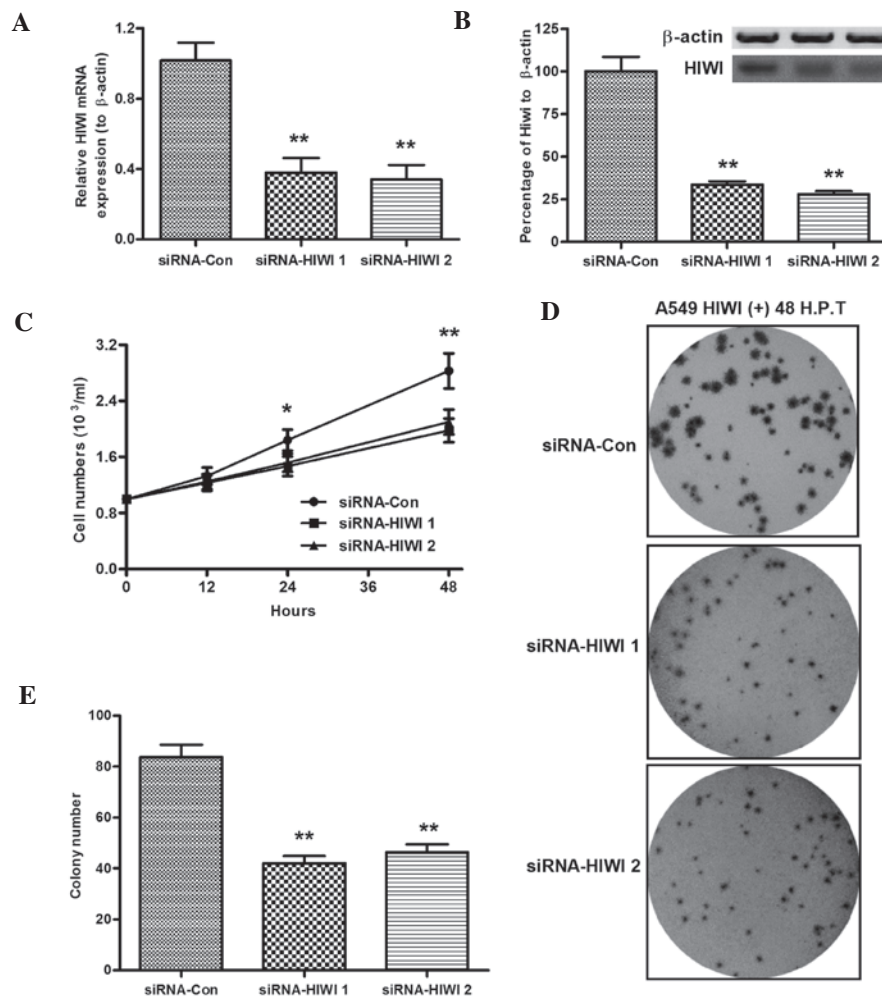 A
Relative HIWI mRNA
expression (to β-actin)
1.2
0.8
0.4
0.0
**
**
siRNA-Con
siRNA-HIWI 1
siRNA-HIWI 2
B
Percentage of Hiwi to β-actin
125
100
75
50
25
0
β-actin
HIWI
**
**
siRNA-Con
siRNA-HIWI 1
siRNA-HIWI 2
C
Cell numbers (10³/ml)
3.2
2.4
1.6
0.8
0.0
*
**
siRNA-Con
siRNA-HIWI 1
siRNA-HIWI 2
0
12
24
36
48
Hours
D
A549 HIWI (+) 48 H.P.T
siRNA-Con
siRNA-HIWI 1
siRNA-HIWI 2
E
Colony number
100
80
60
40
20
0
**
**
siRNA-Con
siRNA-HIWI 1
siRNA-HIWI 2